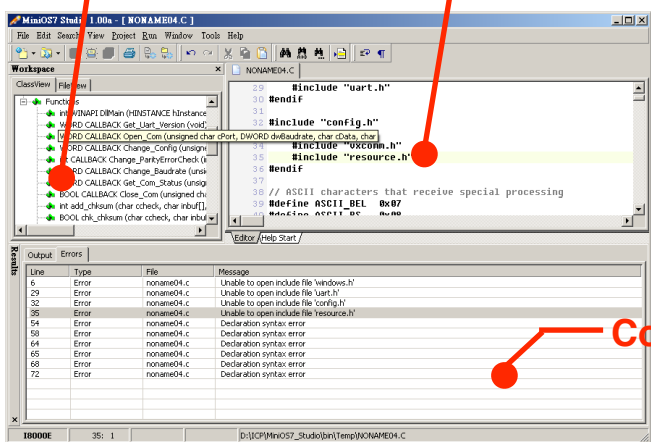 MiniOS7 Studio 1.00a - [ NONAME04.C ]
File Edit Search View Project Run Window Tools Help
Workspace
NONAME04.C
ClassView FileView
Functions
int WINAPI DllMain (HINSTANCE hInstance
WORD CALLBACK Get_Uart_Version (void)
WORD CALLBACK Open_Com (unsigned char cPort, DWORD dwBaudrate, char cData, char
WORD CALLBACK Change_Config (unsigne
int CALLBACK Change_ParityErrorCheck (i
WORD CALLBACK Change_Baudrate (unsi
WORD CALLBACK Get_Com_Status (unsig
BOOL CALLBACK Close_Com (unsigned cha
int add_chksum (char ccheck, char inbuf[],
BOOL chk_chksum (char ccheck, char inbu
29 #include "uart.h"
30 #endif
31
32 #include "config.h"
34 #include "vxcomm.h"
35 #include "resource.h"
36 #endif
37
38 // ASCII characters that receive special processing
39 #define ASCII_BEL 0x07
40 #define ASCII_BS 0x08
Editor Help Start
Results
Output Errors
Line Type File Message
6 Error noname04.c Unable to open include file 'windows.h'
29 Error noname04.c Unable to open include file 'uart.h'
32 Error noname04.c Unable to open include file 'config.h'
35 Error noname04.c Unable to open include file 'resource.h'
54 Error noname04.c Declaration syntax error
58 Error noname04.c Declaration syntax error
64 Error noname04.c Declaration syntax error
65 Error noname04.c Declaration syntax error
68 Error noname04.c Declaration syntax error
72 Error noname04.c Declaration syntax error
Co
I8000E 35: 1 D:\ICP\MiniOS7_Studio\bin\Temp\NONAME04.C